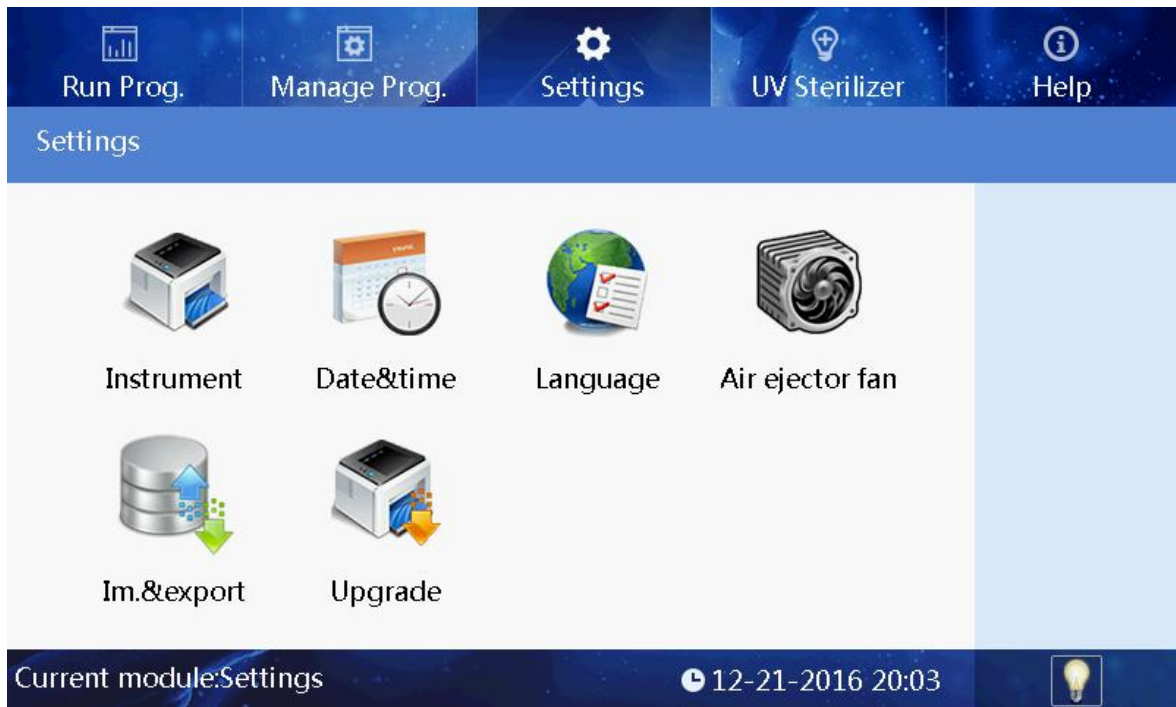 Run Prog.
Manage Prog.
Settings
UV Sterilizer
Help
Settings
Instrument
Date&time
Language
Air ejector fan
Im.&export
Upgrade
Current module:Settings
12-21-2016 20:03